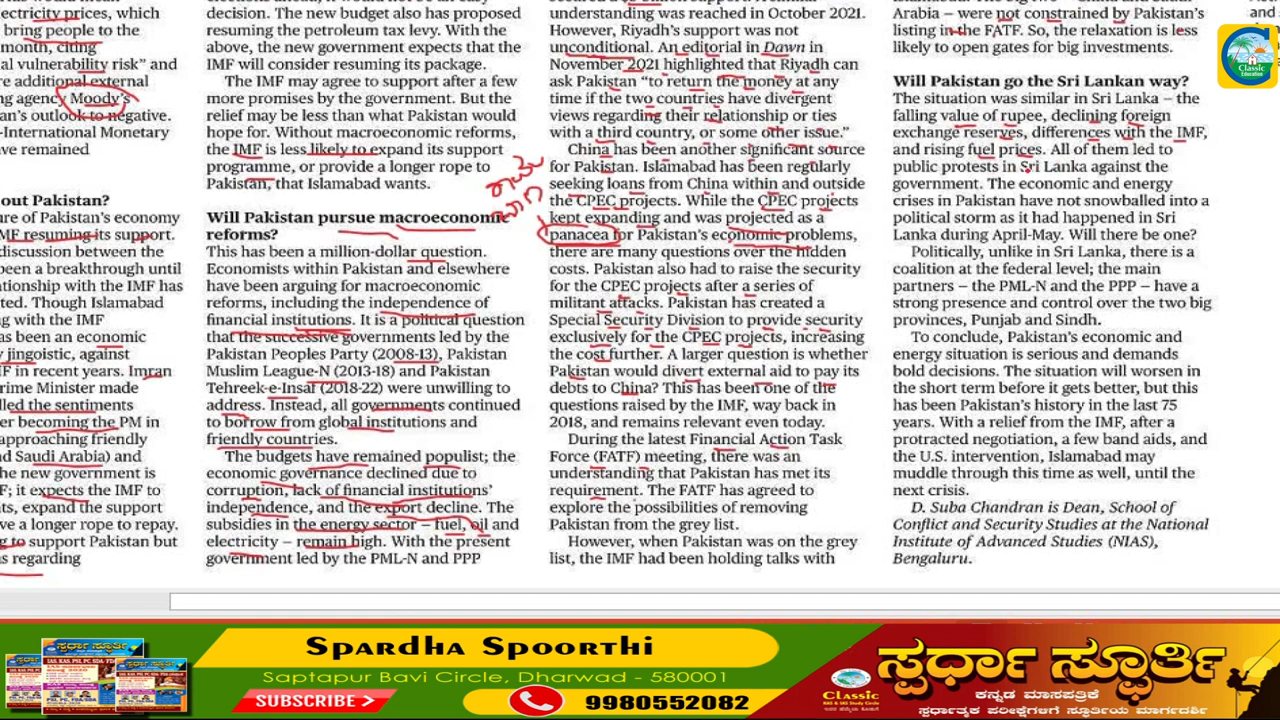 ectricity prices, which
bring people to the
month, citing
al vulnerability risk" and
re additional external
ng agency Moody's
n's outlook to negative.
-International Monetary
ave remained
out Pakistan?
ure of Pakistan's economy
MF resuming its support.
discussion between the
been a breakthrough until
ationship with the IMF has
ted. Though Islamabad
ng with the IMF
as been an economic
y jingoistic, against
MF in recent years. Imran
rime Minister made
lled the sentiments
er becoming the PM in
approaching friendly
nd Saudi Arabia) and
he new government is
F; it expects the IMF to
ts, expand the support
ve a longer rope to repay.
ng to support Pakistan but
s regarding
decision. The new budget also has proposed
resuming the petroleum tax levy. With the
above, the new government expects that the
IMF will consider resuming its package.
The IMF may agree to support after a few
more promises by the government. But the
relief may be less than what Pakistan would
hope for. Without macroeconomic reforms,
the IMF is less likely to expand its support
programme, or provide a longer rope to
Pakistan, that Islamabad wants.
Will Pakistan pursue macroeconomic
reforms?
This has been a million-dollar question.
Economists within Pakistan and elsewhere
have been arguing for macroeconomic
reforms, including the independence of
financial institutions. It is a political question
that the successive governments led by the
Pakistan Peoples Party (2008-13), Pakistan
Muslim League-N (2013-18) and Pakistan
Tehreek-e-Insaf (2018-22) were unwilling to
address. Instead, all governments continued
to borrow from global institutions and
friendly countries.
The budgets have remained populist; the
economic governance declined due to
corruption, lack of financial institutions'
independence, and the export decline. The
subsidies in the energy sector – fuel, oil and
electricity – remain high. With the present
government led by the PML-N and PPP
understanding was reached in October 2021.
However, Riyadh's support was not
unconditional. An editorial in Dawn in
November 2021 highlighted that Riyadh can
ask Pakistan "to return the money at any
time if the two countries have divergent
views regarding their relationship or ties
with a third country, or some other issue."
China has been another significant source
for Pakistan. Islamabad has been regularly
seeking loans from China within and outside
the CPEC projects. While the CPEC projects
kept expanding and was projected as a
panacea for Pakistan's economic problems,
there are many questions over the hidden
costs. Pakistan also had to raise the security
for the CPEC projects after a series of
militant attacks. Pakistan has created a
Special Security Division to provide security
exclusively for the CPEC projects, increasing
the cost further. A larger question is whether
Pakistan would divert external aid to pay its
debts to China? This has been one of the
questions raised by the IMF, way back in
2018, and remains relevant even today.
During the latest Financial Action Task
Force (FATF) meeting, there was an
understanding that Pakistan has met its
requirement. The FATF has agreed to
explore the possibilities of removing
Pakistan from the grey list.
However, when Pakistan was on the grey
list, the IMF had been holding talks with
Arabia – were not constrained by Pakistan's
listing in the FATF. So, the relaxation is less
likely to open gates for big investments.
Will Pakistan go the Sri Lankan way?
The situation was similar in Sri Lanka – the
falling value of rupee, declining foreign
exchange reserves, differences with the IMF,
and rising fuel prices. All of them led to
public protests in Sri Lanka against the
government. The economic and energy
crises in Pakistan have not snowballed into a
political storm as it had happened in Sri
Lanka during April-May. Will there be one?
Politically, unlike in Sri Lanka, there is a
coalition at the federal level; the main
partners – the PML-N and the PPP – have a
strong presence and control over the two big
provinces, Punjab and Sindh.
To conclude, Pakistan's economic and
energy situation is serious and demands
bold decisions. The situation will worsen in
the short term before it gets better, but this
has been Pakistan's history in the last 75
years. With a relief from the IMF, after a
protracted negotiation, a few band aids, and
the U.S. intervention, Islamabad may
muddle through this time as well, until the
next crisis.
D. Suba Chandran is Dean, School of
Conflict and Security Studies at the National
Institute of Advanced Studies (NIAS),
Bengaluru.
and
Classic
Education
Spardha Spoorthi
Saptapur Bavi Circle, Dharwad - 580001
SUBSCRIBE
9980552082
Classic
KAS & IAS Study Circle
ಸ್ಪರ್ಧಾ ಸ್ಫೂರ್ತಿ
ಕನ್ನಡ ಮಾಸಪತ್ರಿಕೆ
ಸ್ಪರ್ಧಾತ್ಮಕ ಪರೀಕ್ಷೆಗಳಿಗೆ ಸ್ಫೂರ್ತಿಯ ಮಾರ್ಗದರ್ಶಿ